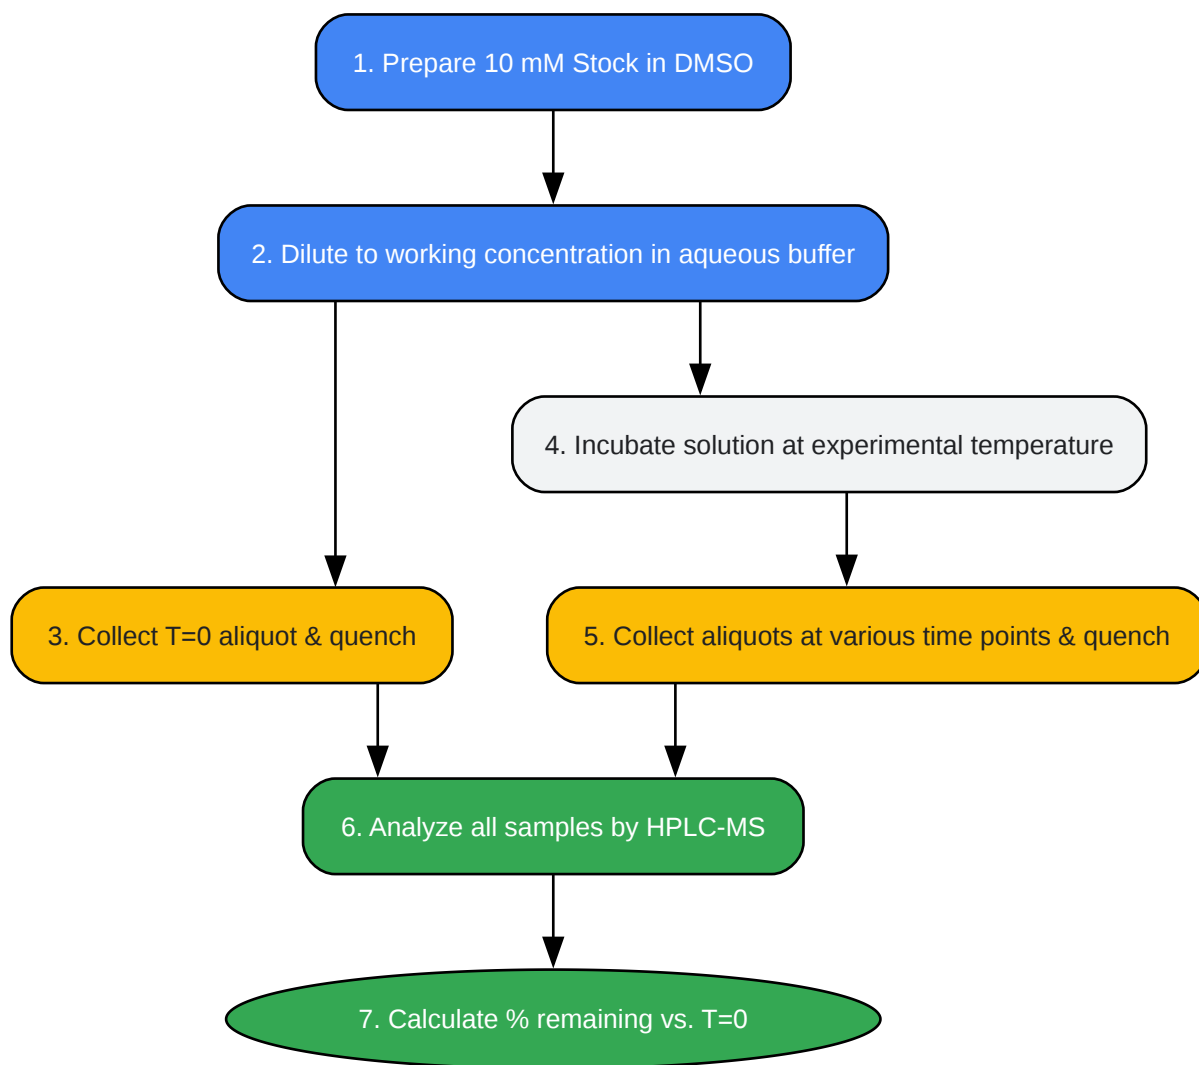 1. Prepare 10 mM Stock in DMSO
2. Dilute to working concentration in aqueous buffer
4. Incubate solution at experimental temperature
3. Collect T=0 aliquot & quench
5. Collect aliquots at various time points & quench
6. Analyze all samples by HPLC-MS
7. Calculate % remaining vs. T=0